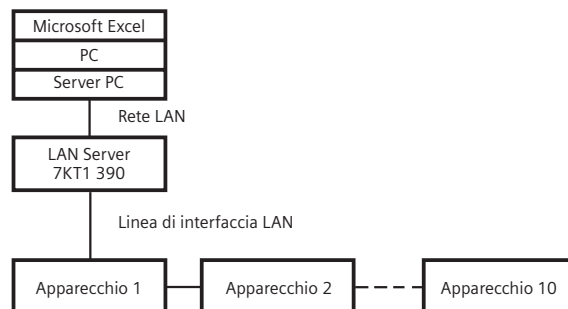 Microsoft Excel
PC
Server PC
Rete LAN
LAN Server
7KT1 390
Linea di interfaccia LAN
Apparecchio 1
Apparecchio 2
Apparecchio 10